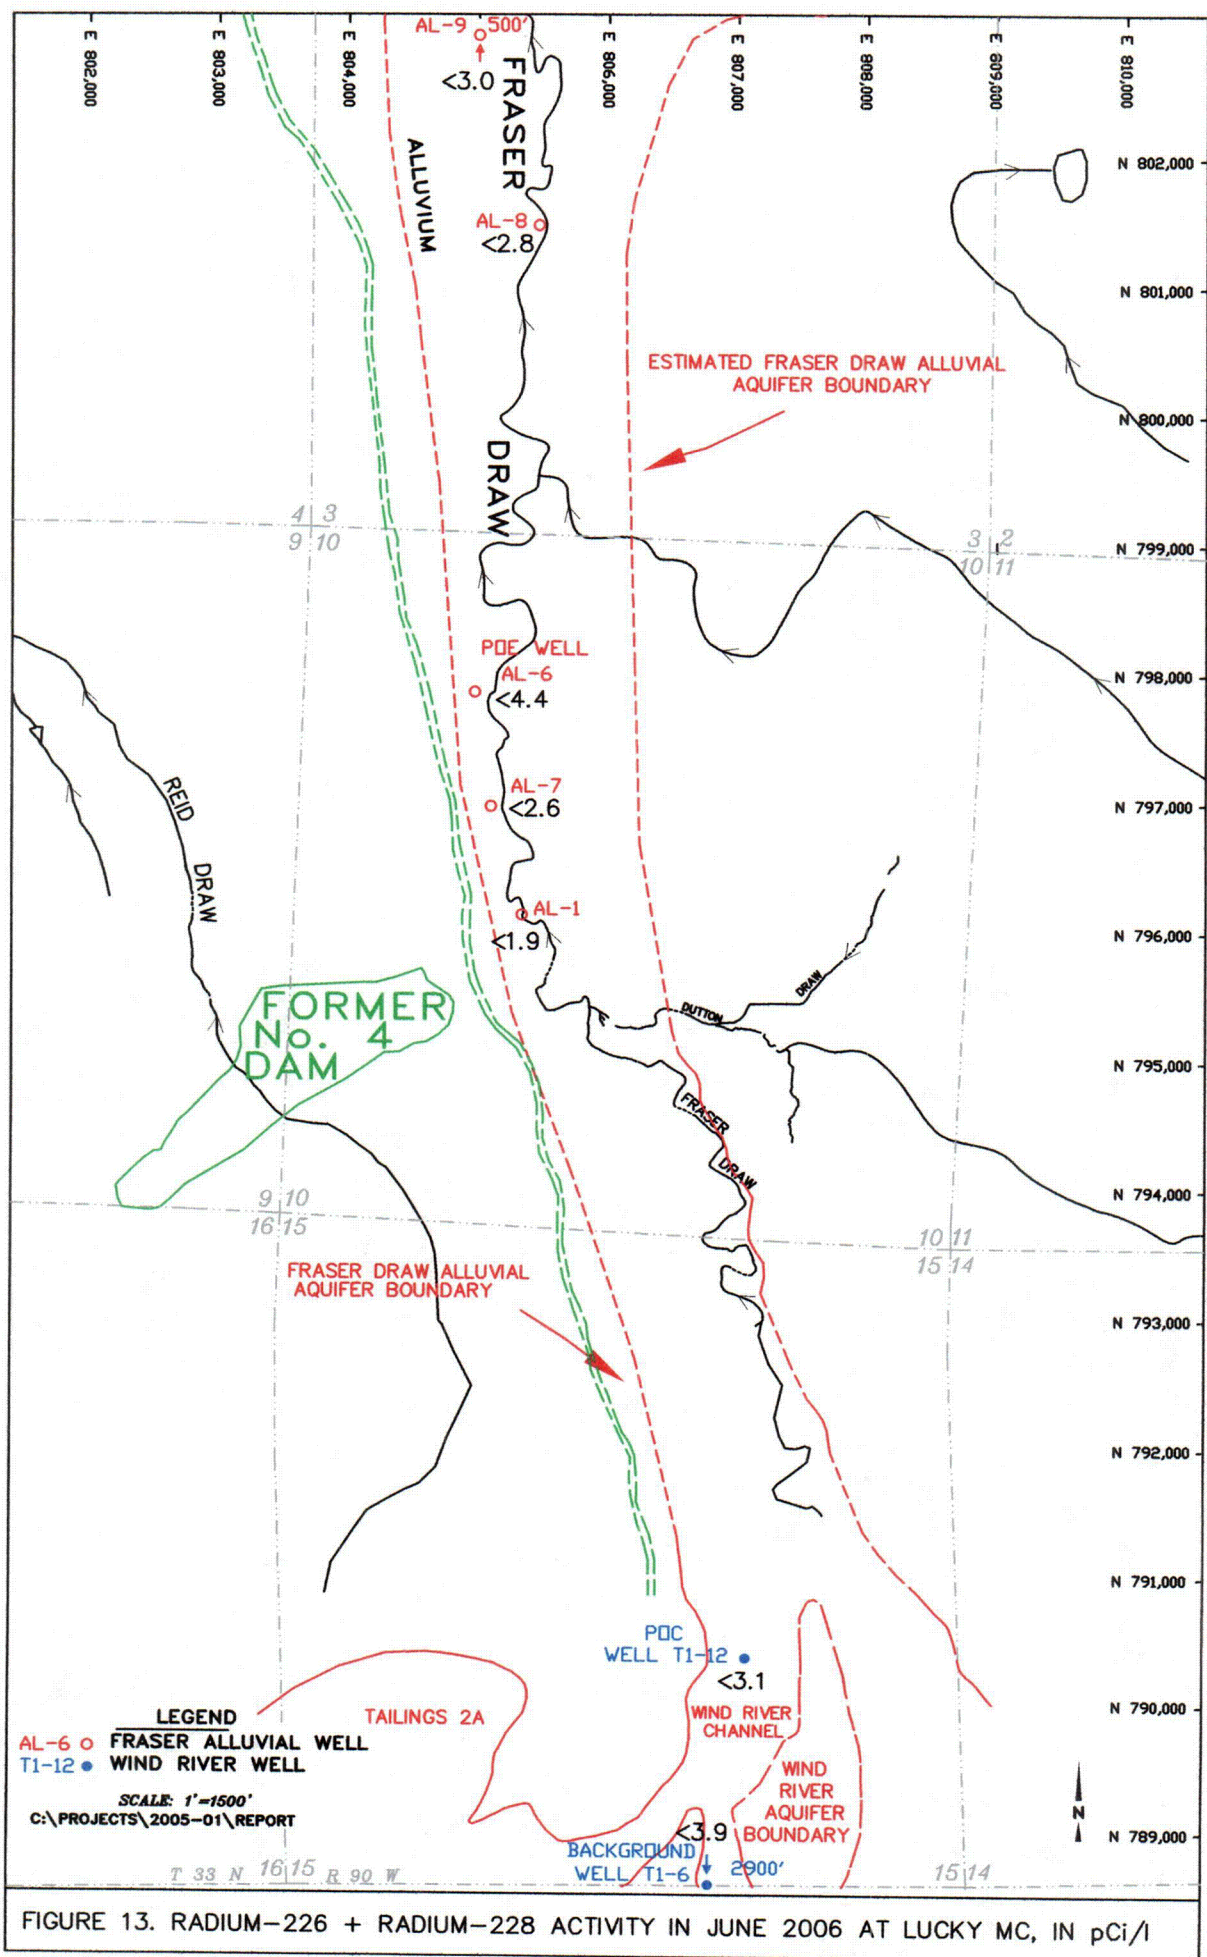 E 802,000
E 803,000
E 804,000
E 806,000
E 807,000
E 808,000
E 809,000
E 810,000
AL-9 500'
<3.0
FRASER
ALLUVIUM
N 802,000
AL-8
<2.8
N 801,000
ESTIMATED FRASER DRAW ALLUVIAL
AQUIFER BOUNDARY
N 800,000
DRAW
4 3
9 10
3 2
10 11
N 799,000
POE WELL
AL-6
<4.4
N 798,000
AL-7
<2.6
N 797,000
REID
DRAW
AL-1
<1.9
N 796,000
DUTTON
DRAW
FORMER
No. 4
DAM
N 795,000
FRASER
DRAW
9 10
16 15
N 794,000
10 11
15 14
FRASER DRAW ALLUVIAL
AQUIFER BOUNDARY
N 793,000
N 792,000
N 791,000
POC
WELL T1-12
<3.1
TAILINGS 2A
WIND RIVER
CHANNEL
N 790,000
LEGEND
AL-6 FRASER ALLUVIAL WELL
T1-12 WIND RIVER WELL
SCALE: 1"=1500'
C:\PROJECTS\2005-01\REPORT
WIND
RIVER
AQUIFER
BOUNDARY
N
N 789,000
<3.9
BACKGROUND
WELL T1-6
2900'
T 33 N
16 15
R 90 W
15 14
FIGURE 13. RADIUM-226 + RADIUM-228 ACTIVITY IN JUNE 2006 AT LUCKY MC, IN pCi/l